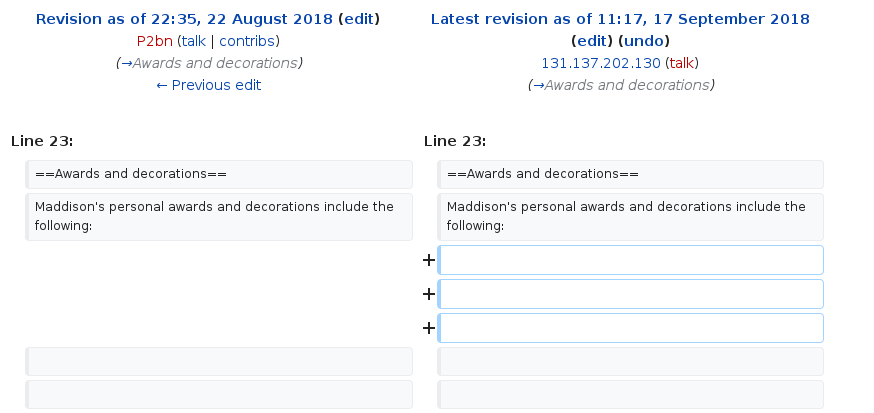 Revision as of 22:35, 22 August 2018 (edit)
P2bn (talk | contribs)
(→Awards and decorations)
← Previous edit
Latest revision as of 11:17, 17 September 2018
(edit) (undo)
131.137.202.130 (talk)
(→Awards and decorations)
Line 23:
Line 23:
==Awards and decorations==
==Awards and decorations==
Maddison's personal awards and decorations include the
following:
Maddison's personal awards and decorations include the
following:
+
+
+